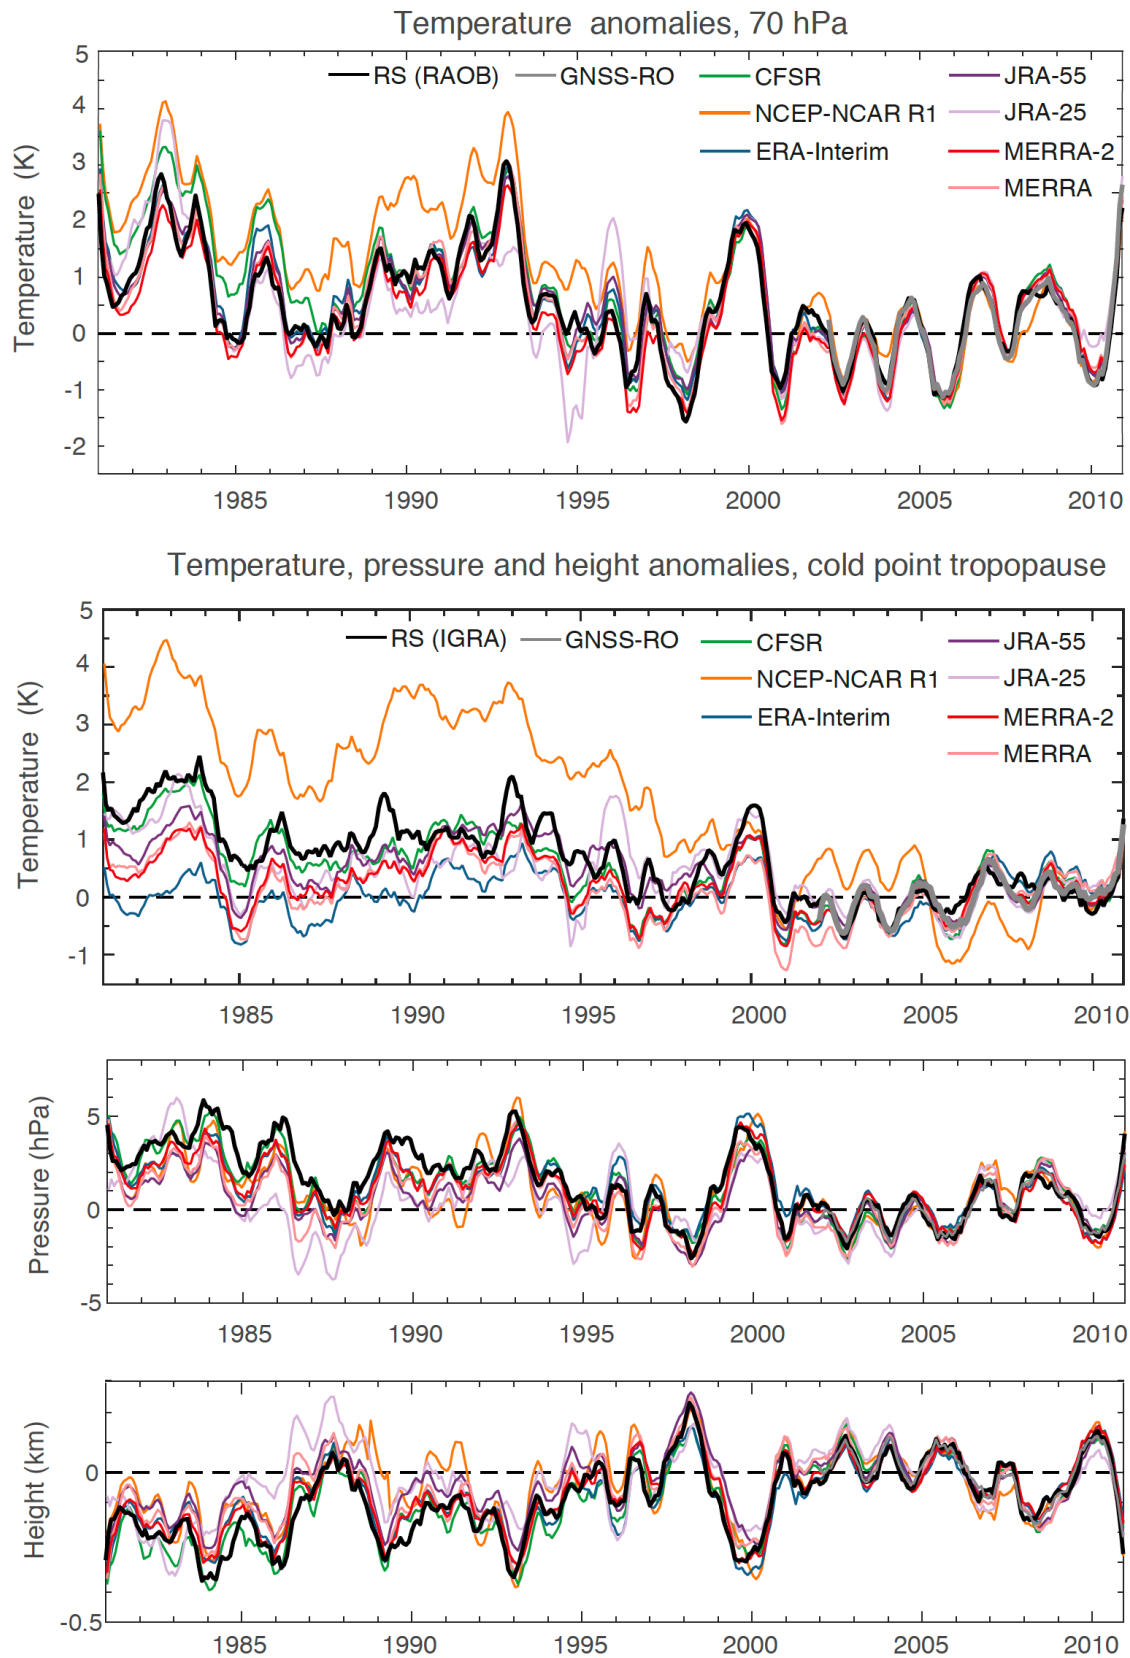 Temperature anomalies, 70 hPa
RS (RAOB) GNSS-RO CFSR JRA-55
NCEP-NCAR R1 JRA-25
ERA-Interim MERRA-2
MERRA
Temperature (K)
5
4
3
2
1
0
-1
-2
1985 1990 1995 2000 2005 2010
Temperature, pressure and height anomalies, cold point tropopause
RS (IGRA) GNSS-RO CFSR JRA-55
NCEP-NCAR R1 JRA-25
ERA-Interim MERRA-2
MERRA
Temperature (K)
5
4
3
2
1
0
-1
1985 1990 1995 2000 2005 2010
Pressure (hPa)
5
0
-5
1985 1990 1995 2000 2005 2010
Height (km)
0
-0.5
1985 1990 1995 2000 2005 2010